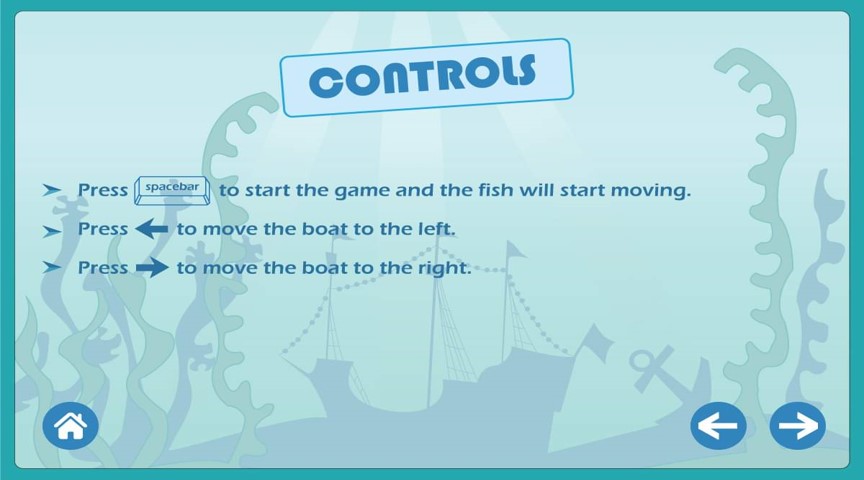 CONTROLS
Press spacebar to start the game and the fish will start moving.
Press ← to move the boat to the left.
Press → to move the boat to the right.